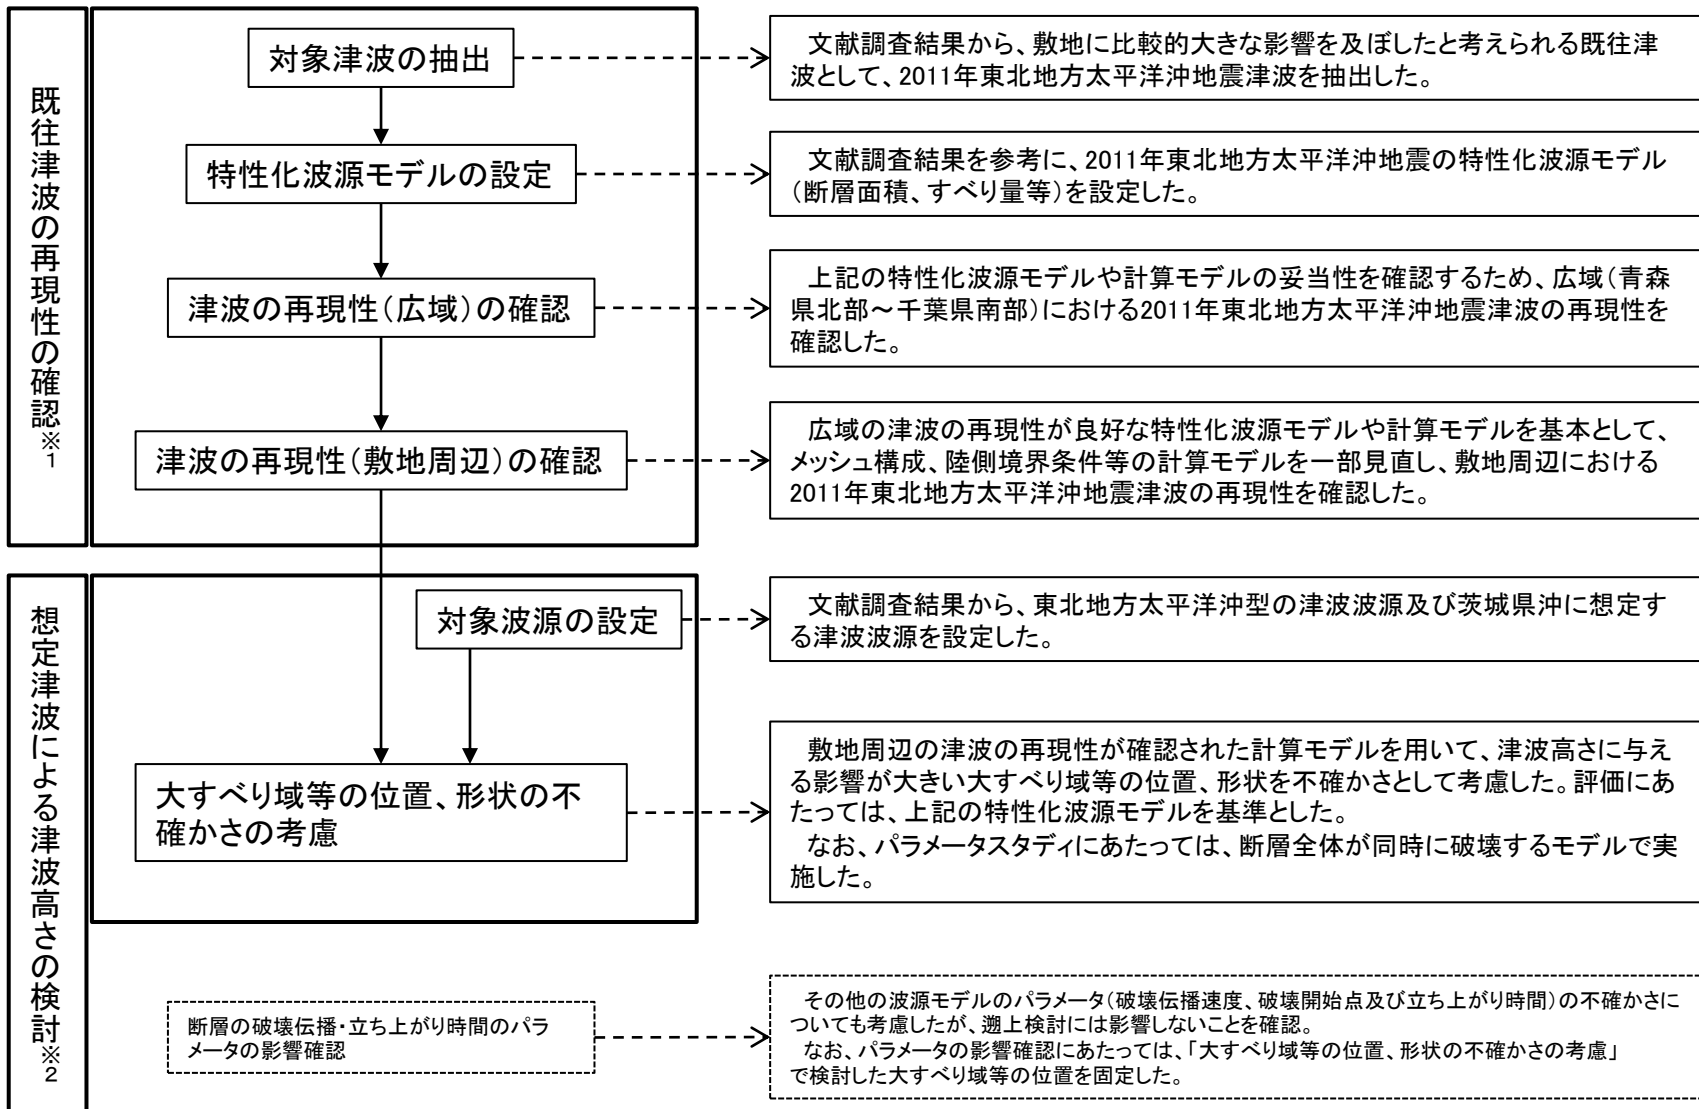 既往津波の再現性の確認※1
対象津波の抽出
文献調査結果から、敷地に比較的大きな影響を及ぼしたと考えられる既往津
波として、2011年東北地方太平洋沖地震津波を抽出した。
特性化波源モデルの設定
文献調査結果を参考に、2011年東北地方太平洋沖地震の特性化波源モデル
(断層面積、すべり量等)を設定した。
津波の再現性(広域)の確認
上記の特性化波源モデルや計算モデルの妥当性を確認するため、広域(青森
県北部~千葉県南部)における2011年東北地方太平洋沖地震津波の再現性を
確認した。
津波の再現性(敷地周辺)の確認
広域の津波の再現性が良好な特性化波源モデルや計算モデルを基本として、
メッシュ構成、陸側境界条件等の計算モデルを一部見直し、敷地周辺における
2011年東北地方太平洋沖地震津波の再現性を確認した。
想定津波による津波高さの検討※2
対象波源の設定
文献調査結果から、東北地方太平洋沖型の津波波源及び茨城県沖に想定す
る津波波源を設定した。
大すべり域等の位置、形状の不
確かさの考慮
敷地周辺の津波の再現性が確認された計算モデルを用いて、津波高さに与え
る影響が大きい大すべり域等の位置、形状を不確かさとして考慮した。評価にあ
たっては、上記の特性化波源モデルを基準とした。
なお、パラメータスタディにあたっては、断層全体が同時に破壊するモデルで実
施した。
断層の破壊伝播・立ち上がり時間のパラ
メータの影響確認
その他の波源モデルのパラメータ(破壊伝播速度、破壊開始点及び立ち上がり時間)の不確かさに
ついても考慮したが、遡上検討には影響しないことを確認。
なお、パラメータの影響確認にあたっては、「大すべり域等の位置、形状の不確かさの考慮」
で検討した大すべり域等の位置を固定した。